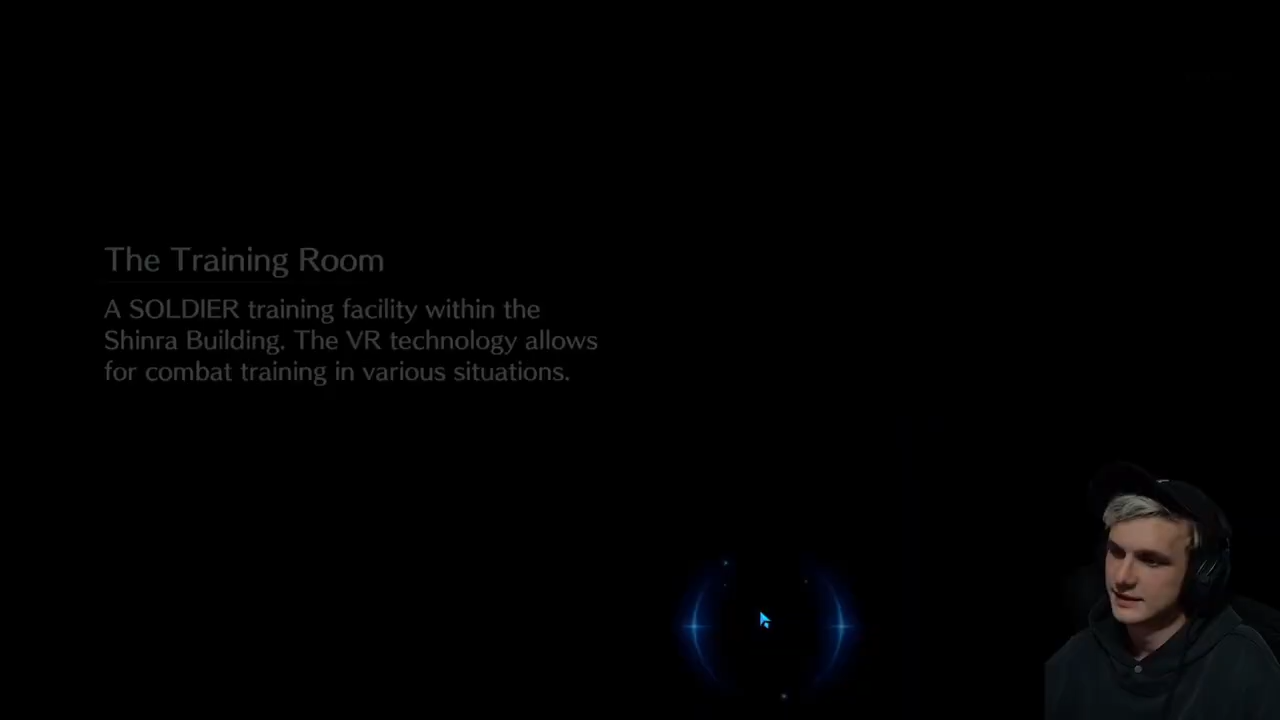 The Training Room
A SOLDIER training facility within the
Shinra Building. The VR technology allows
for combat training in various situations.